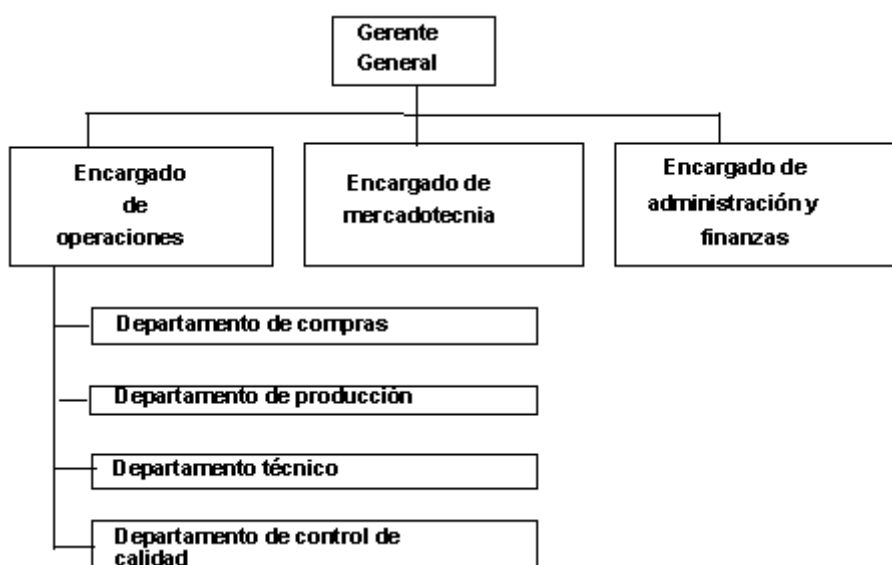 Gerente
General
Encargado
de
operaciones
Encargado de
mercadotecnia
Encargado de
administración y
finanzas
Departamento de compras
Departamento de producción
Departamento técnico
Departamento de control de
calidad